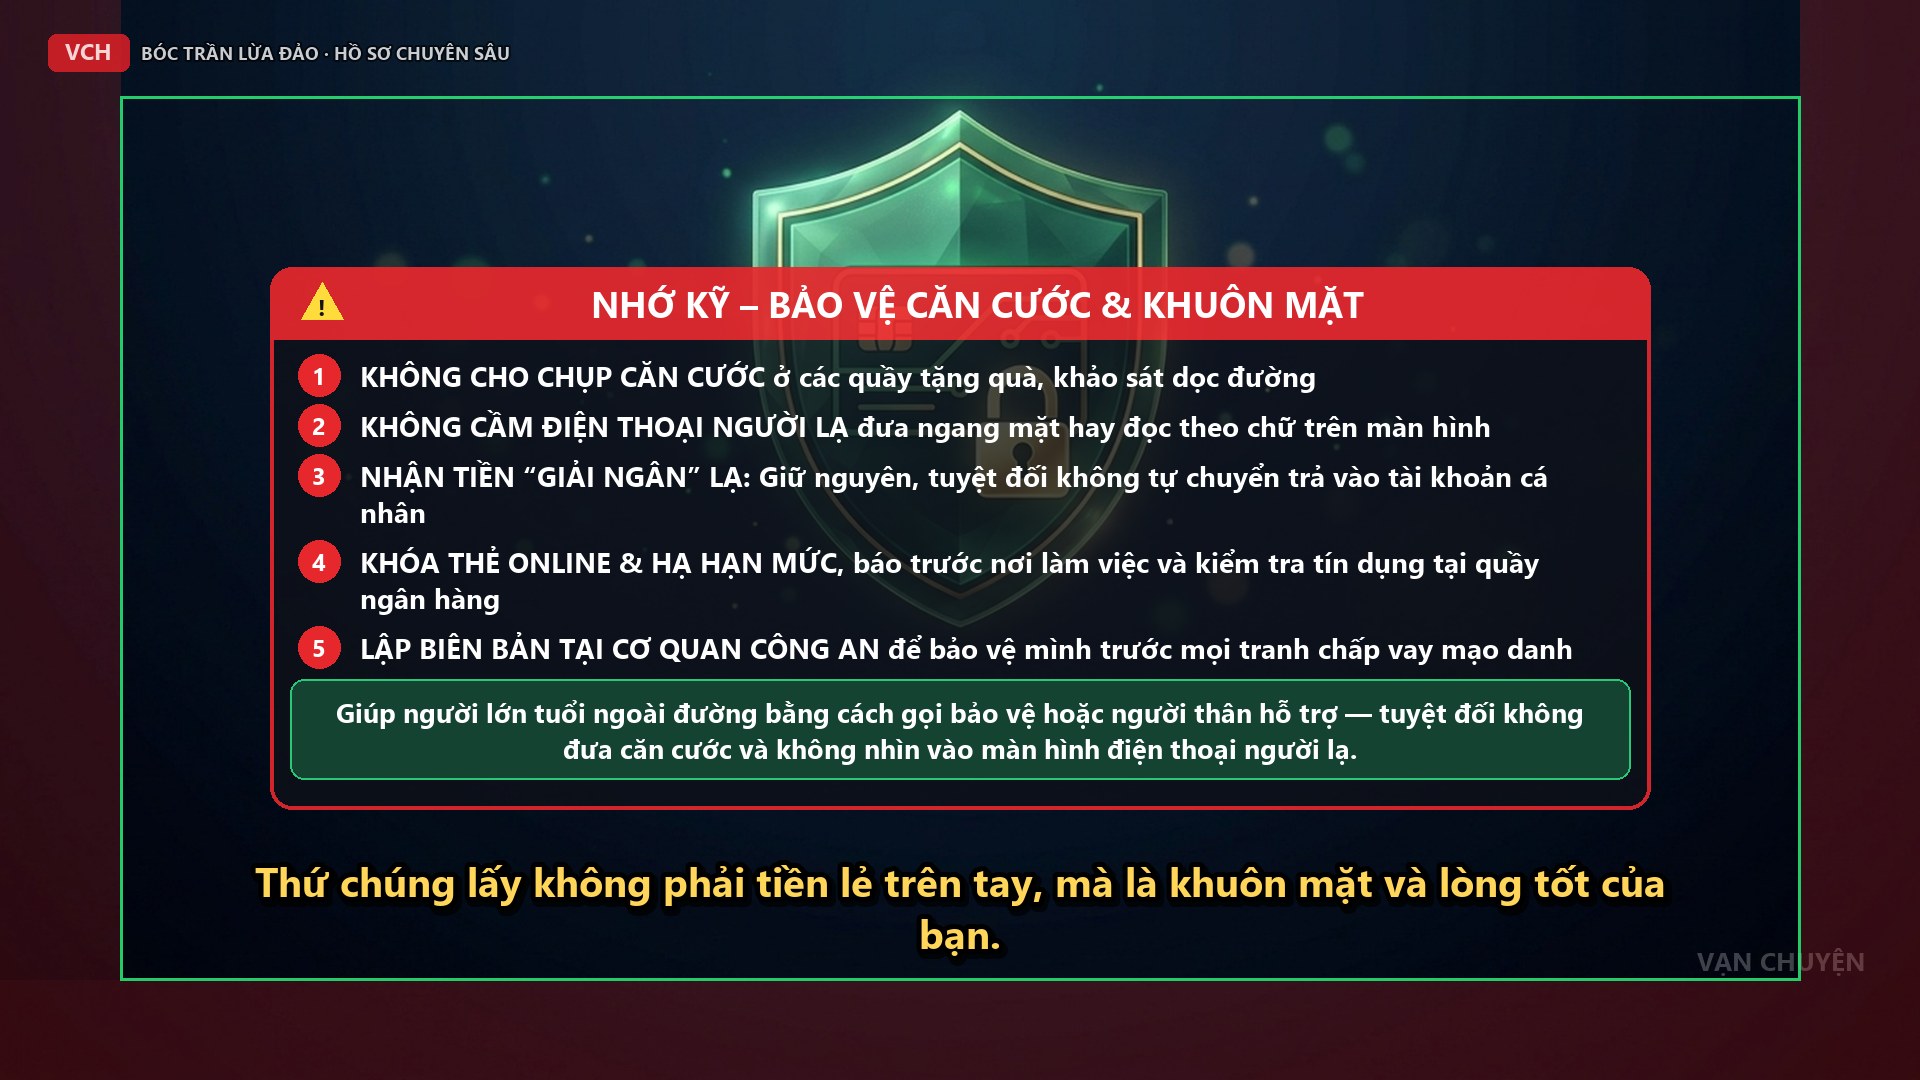 VCH BÓC TRẦN LỪA ĐẢO · HỒ SƠ CHUYÊN SÂU
NHỚ KỸ – BẢO VỆ CĂN CƯỚC & KHUÔN MẶT
1 KHÔNG CHO CHỤP CĂN CƯỚC ở các quầy tặng quà, khảo sát dọc đường
2 KHÔNG CẦM ĐIỆN THOẠI NGƯỜI LẠ đưa ngang mặt hay đọc theo chữ trên màn hình
3 NHẬN TIỀN “GIẢI NGÂN” LẠ: Giữ nguyên, tuyệt đối không tự chuyển trả vào tài khoản cá
nhân
4 KHÓA THẺ ONLINE & HẠ HẠN MỨC, báo trước nơi làm việc và kiểm tra tín dụng tại quầy
ngân hàng
5 LẬP BIÊN BẢN TẠI CƠ QUAN CÔNG AN để bảo vệ mình trước mọi tranh chấp vay mạo danh
Giúp người lớn tuổi ngoài đường bằng cách gọi bảo vệ hoặc người thân hỗ trợ — tuyệt đối không
đưa căn cước và không nhìn vào màn hình điện thoại người lạ.
Thứ chúng lấy không phải tiền lẻ trên tay, mà là khuôn mặt và lòng tốt của
bạn.
VẠN CHUYỆN